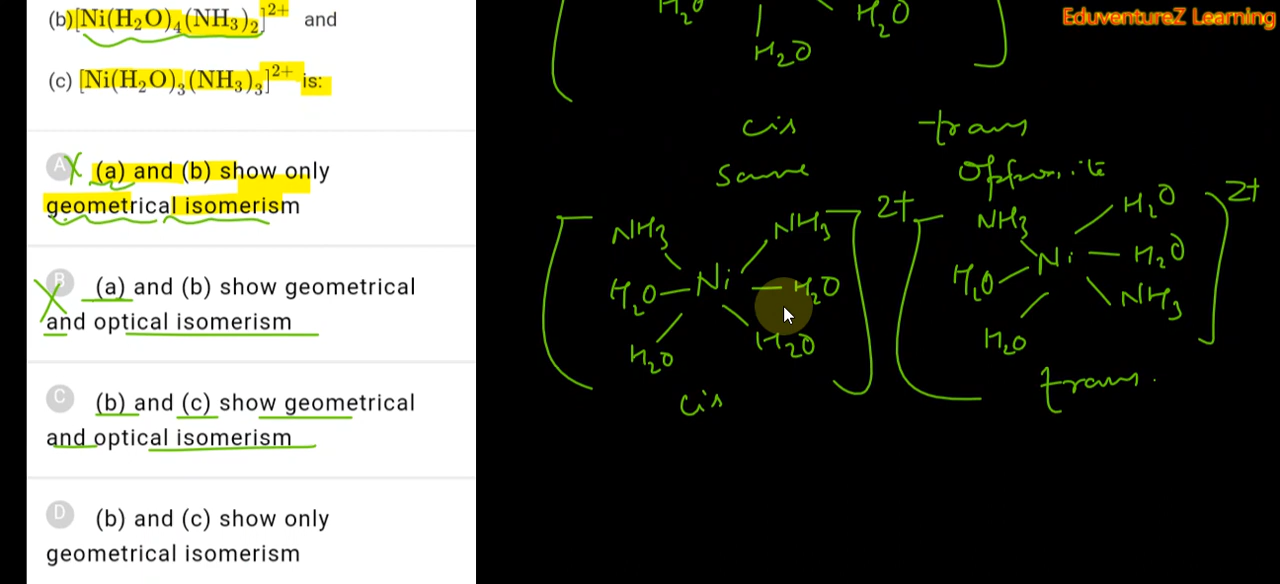 (b)[Ni(H₂O)₄(NH₃)₂]²⁺ and
(c) [Ni(H₂O)₃(NH₃)₃]²⁺ is:
A (a) and (b) show only
geometrical isomerism
B (a) and (b) show geometrical
and optical isomerism
C (b) and (c) show geometrical
and optical isomerism
D (b) and (c) show only
geometrical isomerism
EduventureZ Learning
H₂O H₂O
H₂O
cis trans
same opposite
NH₃ NH₃ 2+
H₂O Ni H₂O
H₂O H₂O
cis
NH₃ H₂O 2+
H₂O Ni H₂O
H₂O NH₃
trans.